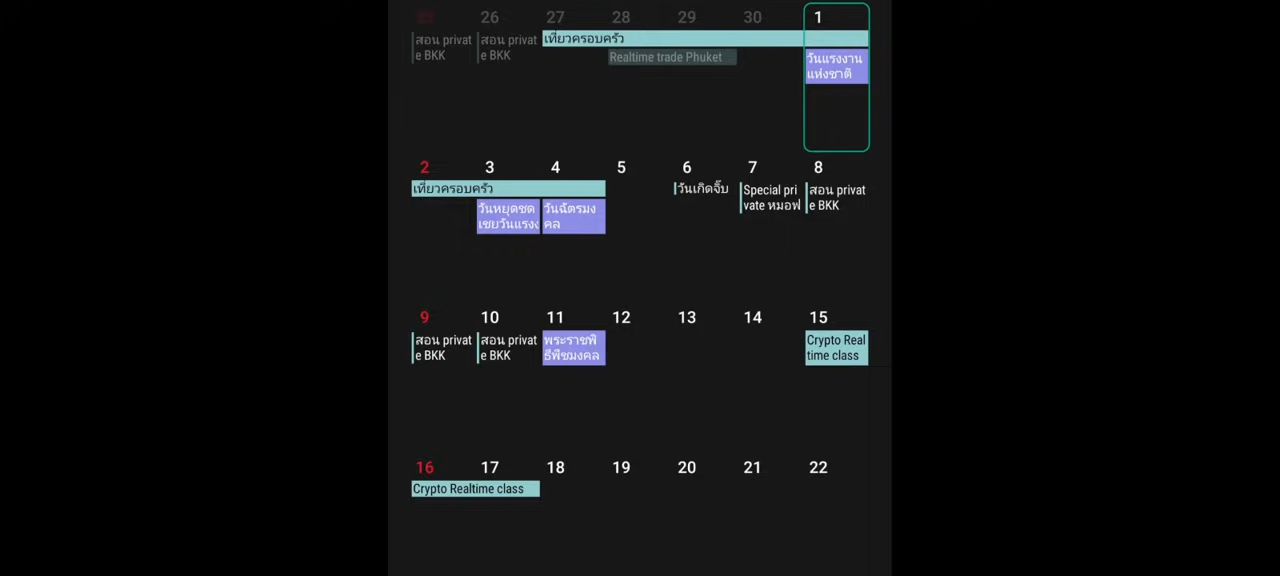 26 27 28 29 30 1
สอน privat
e BKK
สอน privat
e BKK
เที่ยวครอบครัว
Realtime trade Phuket
วันแรงงาน
แห่งชาติ
2 3 4 5 6 7 8
เที่ยวครอบครัว
วันหยุดชด
เชยวันแรงง
วันฉัตรมง
คล
วันเกิดจิ๊บ
Special pri
vate หมอฟ
สอน privat
e BKK
9 10 11 12 13 14 15
สอน privat
e BKK
สอน privat
e BKK
พระราชพิ
ธีพืชมงคล
Crypto Real
time class
16 17 18 19 20 21 22
Crypto Realtime class